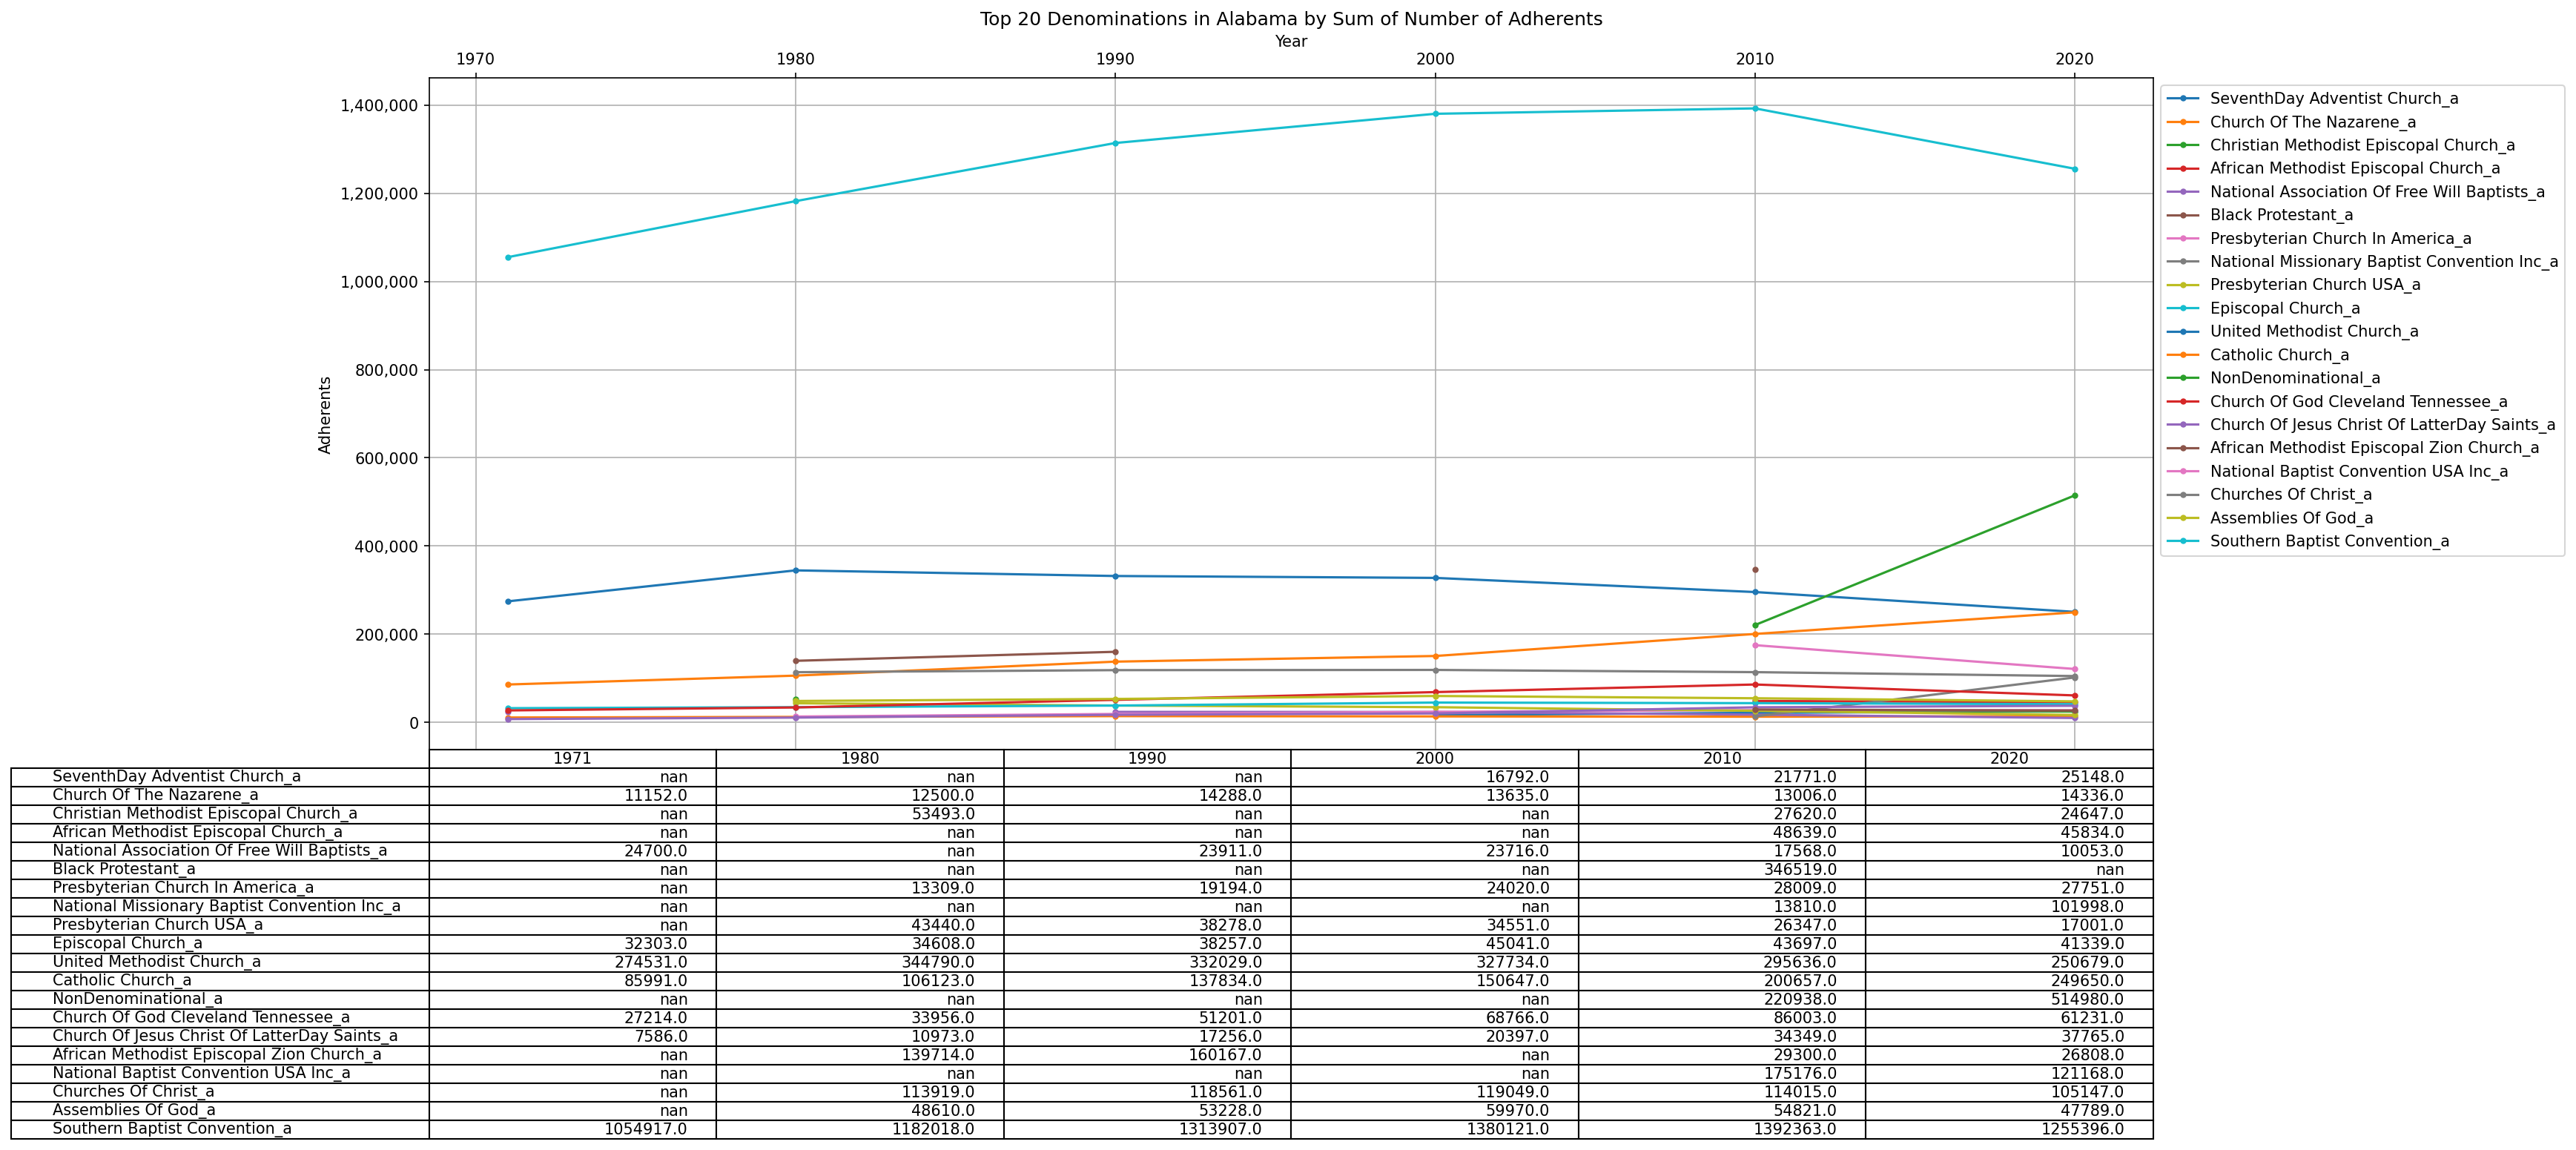 Top 20 Denominations in Alabama by Sum of Number of Adherents
Year
1970 1980 1990 2000 2010 2020
1,400,000
1,200,000
1,000,000
800,000
600,000
400,000
200,000
0
Adherents
SeventhDay Adventist Church_a
Church Of The Nazarene_a
Christian Methodist Episcopal Church_a
African Methodist Episcopal Church_a
National Association Of Free Will Baptists_a
Black Protestant_a
Presbyterian Church In America_a
National Missionary Baptist Convention Inc_a
Presbyterian Church USA_a
Episcopal Church_a
United Methodist Church_a
Catholic Church_a
NonDenominational_a
Church Of God Cleveland Tennessee_a
Church Of Jesus Christ Of LatterDay Saints_a
African Methodist Episcopal Zion Church_a
National Baptist Convention USA Inc_a
Churches Of Christ_a
Assemblies Of God_a
Southern Baptist Convention_a
1971 1980 1990 2000 2010 2020
SeventhDay Adventist Church_a nan nan nan 16792.0 21771.0 25148.0
Church Of The Nazarene_a 11152.0 12500.0 14288.0 13635.0 13006.0 14336.0
Christian Methodist Episcopal Church_a nan 53493.0 nan nan 27620.0 24647.0
African Methodist Episcopal Church_a nan nan nan nan 48639.0 45834.0
National Association Of Free Will Baptists_a 24700.0 nan 23911.0 23716.0 17568.0 10053.0
Black Protestant_a nan nan nan nan 346519.0 nan
Presbyterian Church In America_a nan 13309.0 19194.0 24020.0 28009.0 27751.0
National Missionary Baptist Convention Inc_a nan nan nan nan 13810.0 101998.0
Presbyterian Church USA_a nan 43440.0 38278.0 34551.0 26347.0 17001.0
Episcopal Church_a 32303.0 34608.0 38257.0 45041.0 43697.0 41339.0
United Methodist Church_a 274531.0 344790.0 332029.0 327734.0 295636.0 250679.0
Catholic Church_a 85991.0 106123.0 137834.0 150647.0 200657.0 249650.0
NonDenominational_a nan nan nan nan 220938.0 514980.0
Church Of God Cleveland Tennessee_a 27214.0 33956.0 51201.0 68766.0 86003.0 61231.0
Church Of Jesus Christ Of LatterDay Saints_a 7586.0 10973.0 17256.0 20397.0 34349.0 37765.0
African Methodist Episcopal Zion Church_a nan 139714.0 160167.0 nan 29300.0 26808.0
National Baptist Convention USA Inc_a nan nan nan nan 175176.0 121168.0
Churches Of Christ_a nan 113919.0 118561.0 119049.0 114015.0 105147.0
Assemblies Of God_a nan 48610.0 53228.0 59970.0 54821.0 47789.0
Southern Baptist Convention_a 1054917.0 1182018.0 1313907.0 1380121.0 1392363.0 1255396.0